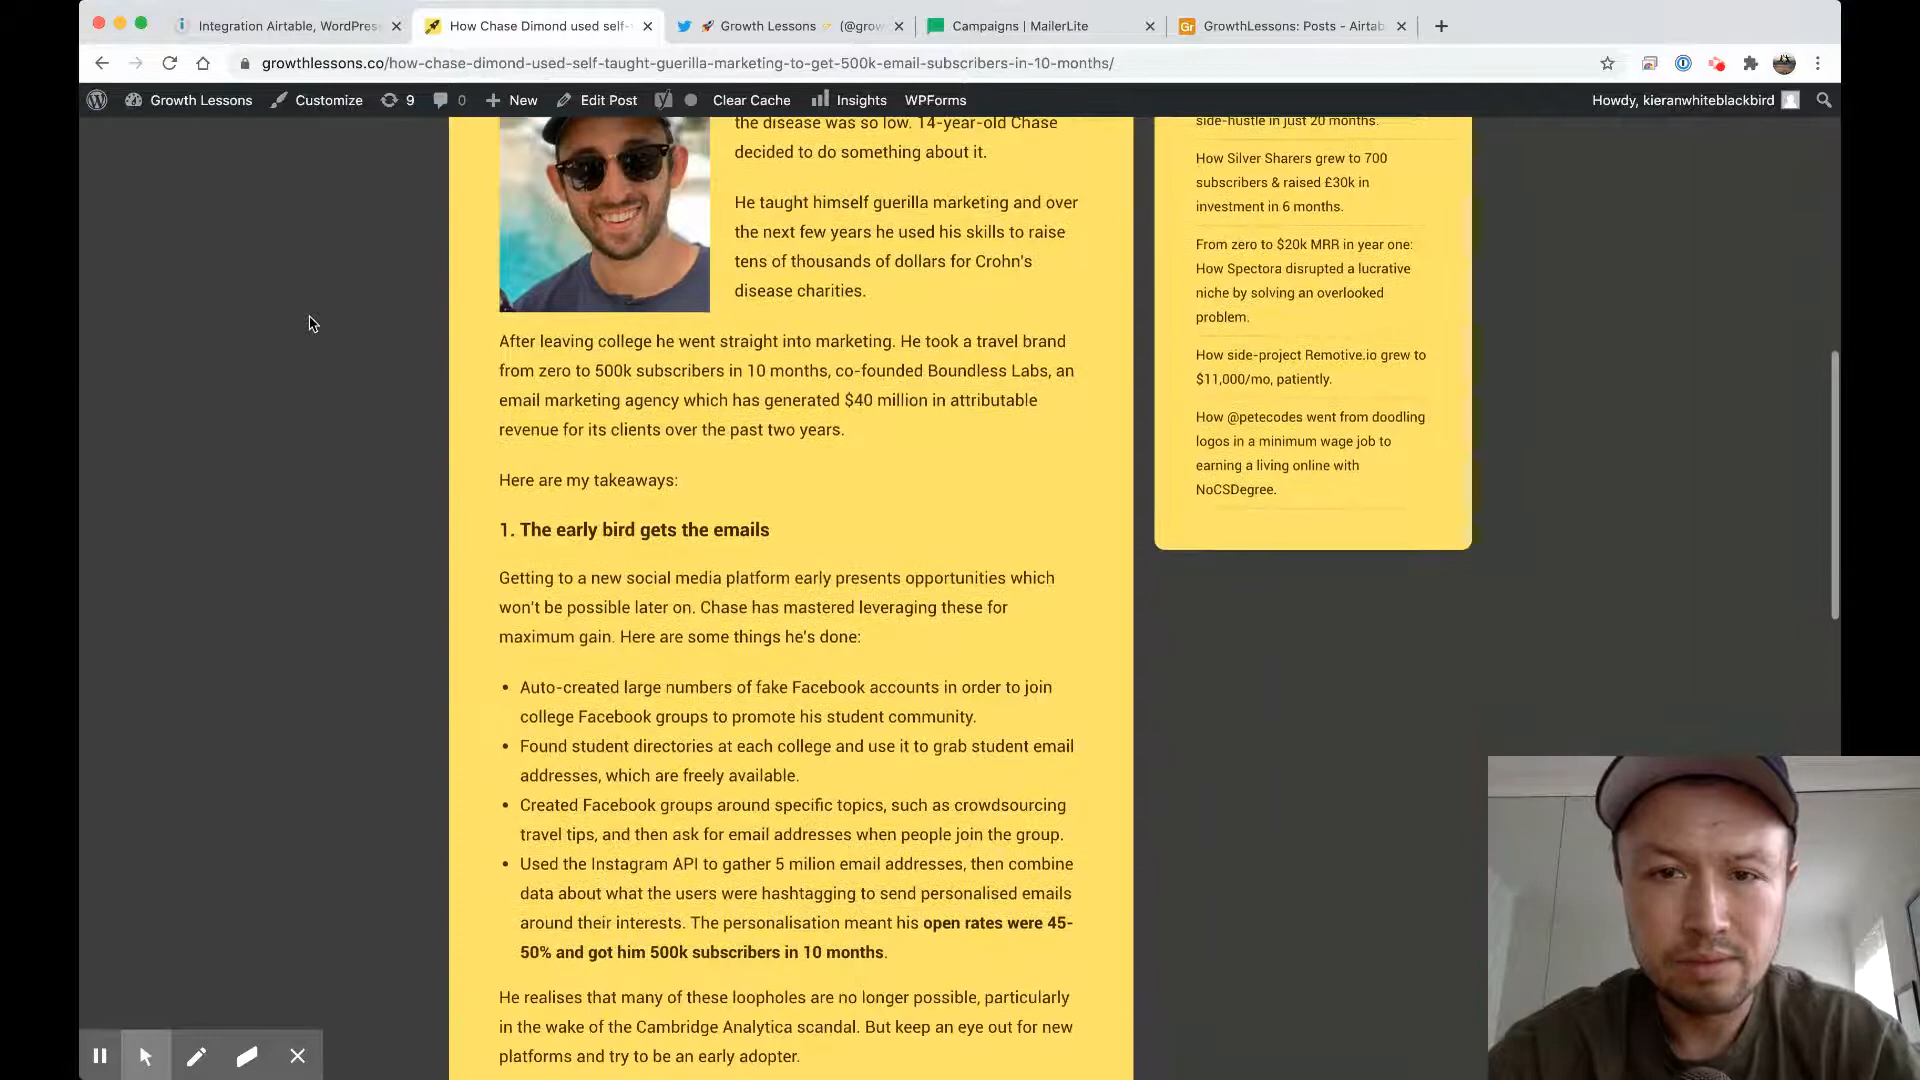 Integration Airtable, WordPress
How Chase Dimond used self-
Growth Lessons (@grow
Campaigns | MailerLite
GrowthLessons: Posts - Airtab
growthlessons.co/how-chase-dimond-used-self-taught-guerilla-marketing-to-get-500k-email-subscribers-in-10-months/
Growth Lessons Customize 9 0 New Edit Post Clear Cache Insights WPForms Howdy, kieranwhiteblackbird
the disease was so low. 14-year-old Chase
decided to do something about it.
He taught himself guerilla marketing and over
the next few years he used his skills to raise
tens of thousands of dollars for Crohn's
disease charities.
After leaving college he went straight into marketing. He took a travel brand
from zero to 500k subscribers in 10 months, co-founded Boundless Labs, an
email marketing agency which has generated $40 million in attributable
revenue for its clients over the past two years.
Here are my takeaways:
1. The early bird gets the emails
Getting to a new social media platform early presents opportunities which
won't be possible later on. Chase has mastered leveraging these for
maximum gain. Here are some things he's done:
• Auto-created large numbers of fake Facebook accounts in order to join
college Facebook groups to promote his student community.
• Found student directories at each college and use it to grab student email
addresses, which are freely available.
• Created Facebook groups around specific topics, such as crowdsourcing
travel tips, and then ask for email addresses when people join the group.
• Used the Instagram API to gather 5 milion email addresses, then combine
data about what the users were hashtagging to send personalised emails
around their interests. The personalisation meant his open rates were 45-
50% and got him 500k subscribers in 10 months.
He realises that many of these loopholes are no longer possible, particularly
in the wake of the Cambridge Analytica scandal. But keep an eye out for new
platforms and try to be an early adopter.
side-hustle in just 20 months.
How Silver Sharers grew to 700
subscribers & raised £30k in
investment in 6 months.
From zero to $20k MRR in year one:
How Spectora disrupted a lucrative
niche by solving an overlooked
problem.
How side-project Remotive.io grew to
$11,000/mo, patiently.
How @petecodes went from doodling
logos in a minimum wage job to
earning a living online with
NoCSDegree.